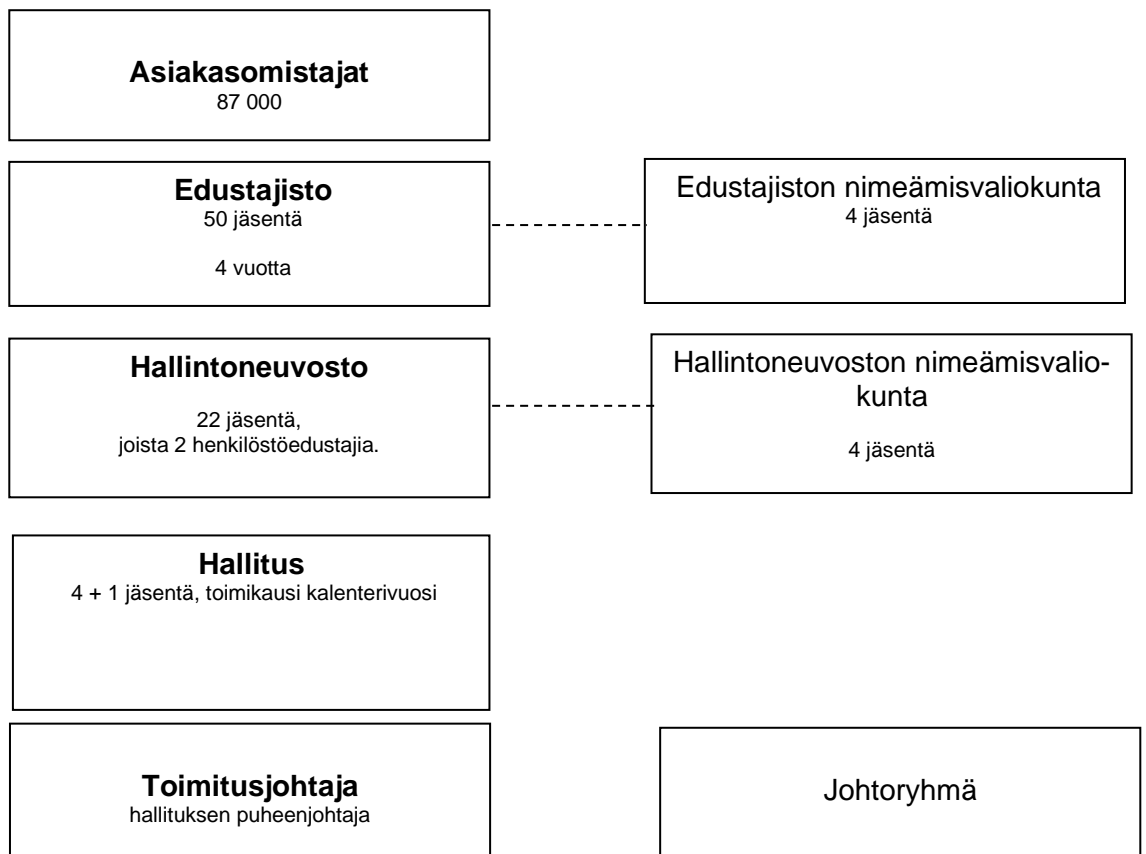 Asiakasomistajat
87 000
Edustajisto
50 jäsentä
4 vuotta
Edustajiston nimeämisvaliokunta
4 jäsentä
Hallintoneuvosto
22 jäsentä,
joista 2 henkilöstöedustajia.
Hallintoneuvoston nimeämisvalio-
kunta
4 jäsentä
Hallitus
4 + 1 jäsentä, toimikausi kalenterivuosi
Toimitusjohtaja
hallituksen puheenjohtaja
Johtoryhmä